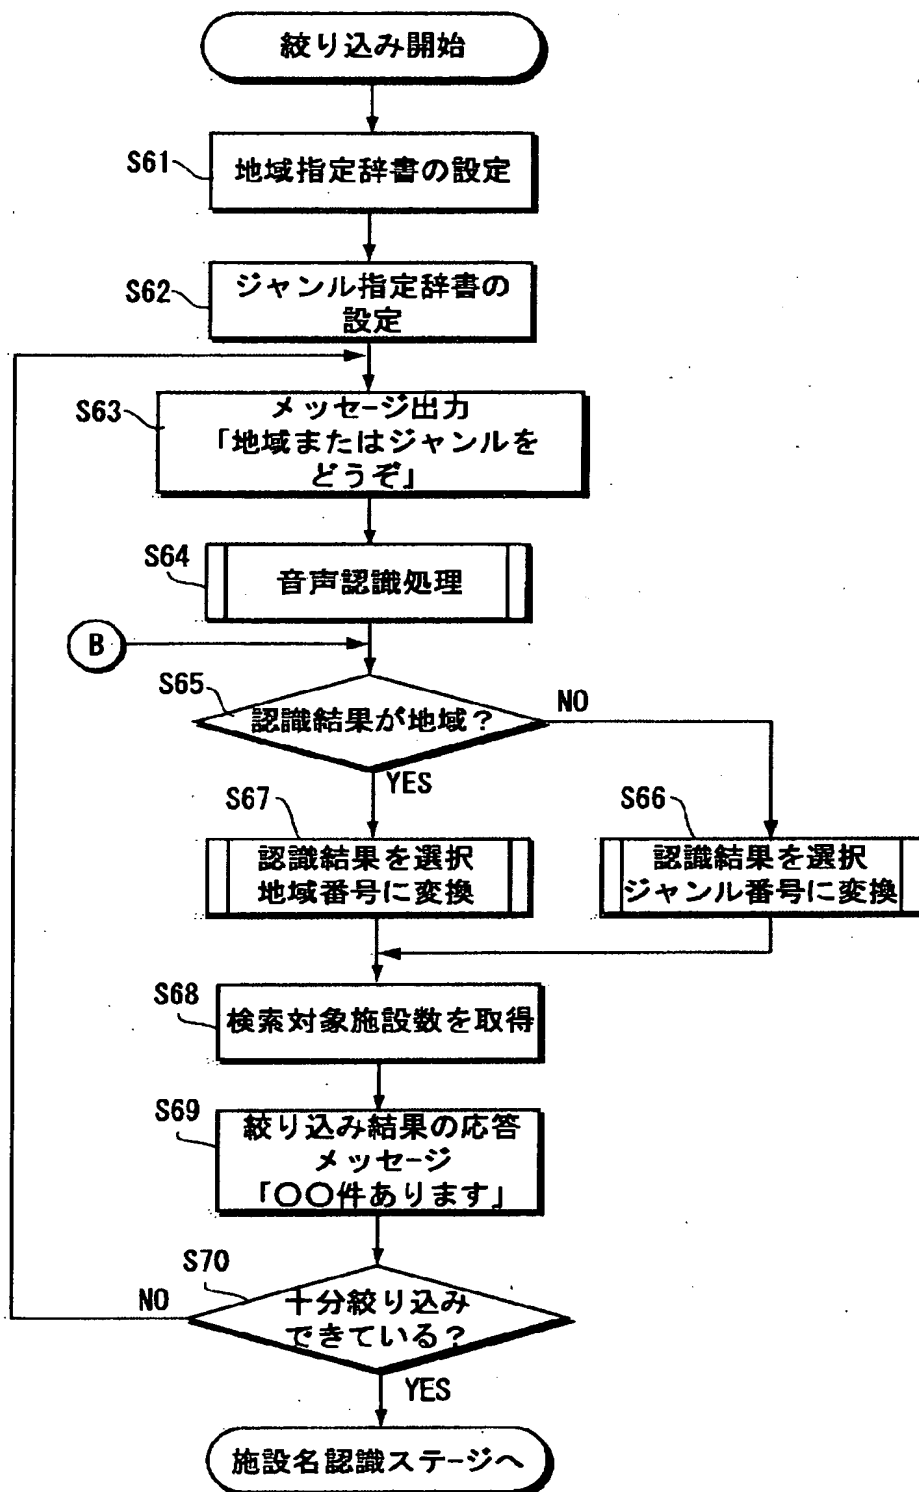 絞り込み開始
S61
地域指定辞書の設定
S62
ジャンル指定辞書の
設定
S63
メッセージ出力
「地域またはジャンルを
どうぞ」
S64
音声認識処理
B
S65
認識結果が地域？
NO
YES
S67
認識結果を選択
地域番号に変換
S66
認識結果を選択
ジャンル番号に変換
S68
検索対象施設数を取得
S69
絞り込み結果の応答
メッセージ
「〇〇件あります」
S70
十分絞り込み
できている？
NO
YES
施設名認識ステージへ